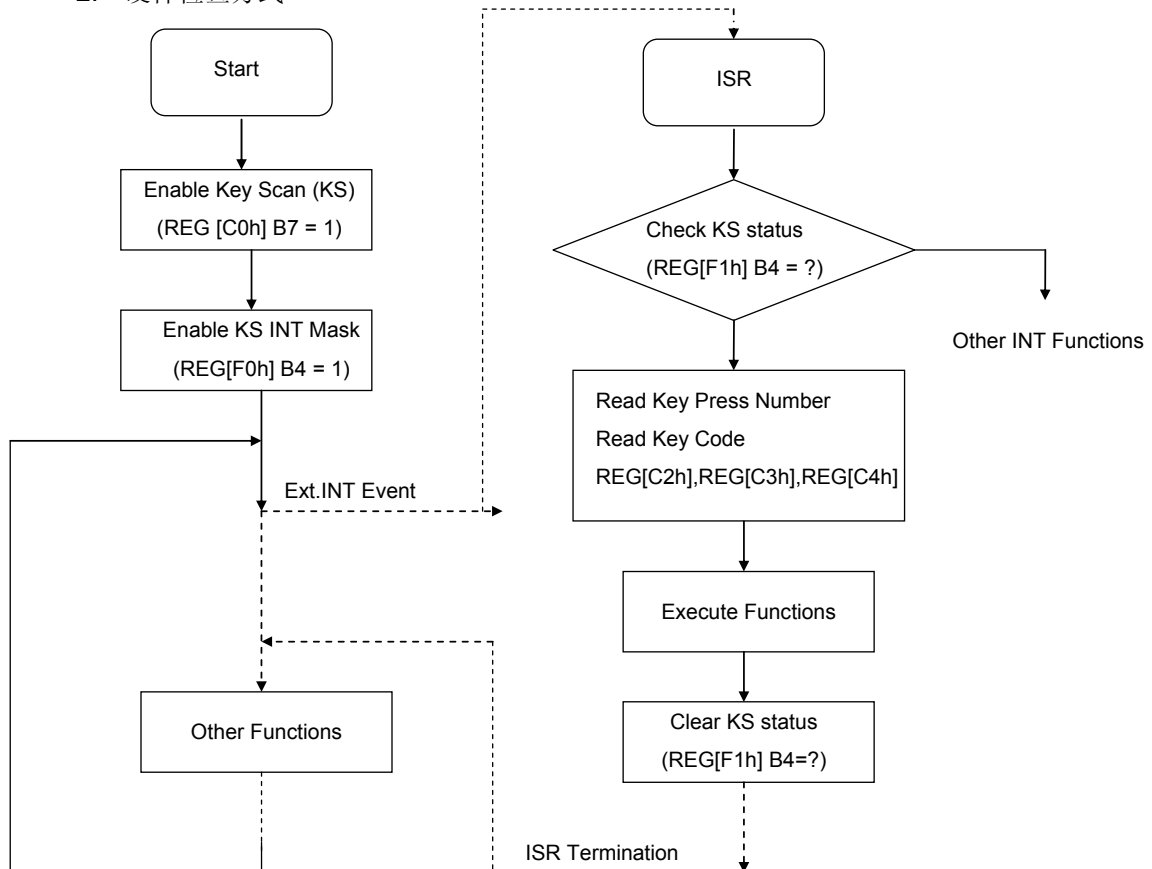 2.
Start
Enable Key Scan (KS)
(REG [C0h] B7 = 1)
Enable KS INT Mask
(REG[F0h] B4 = 1)
Ext.INT Event
Other Functions
ISR
Check KS status
(REG[F1h] B4 = ?)
Other INT Functions
Read Key Press Number
Read Key Code
REG[C2h],REG[C3h],REG[C4h]
Execute Functions
Clear KS status
(REG[F1h] B4=?)
ISR Termination